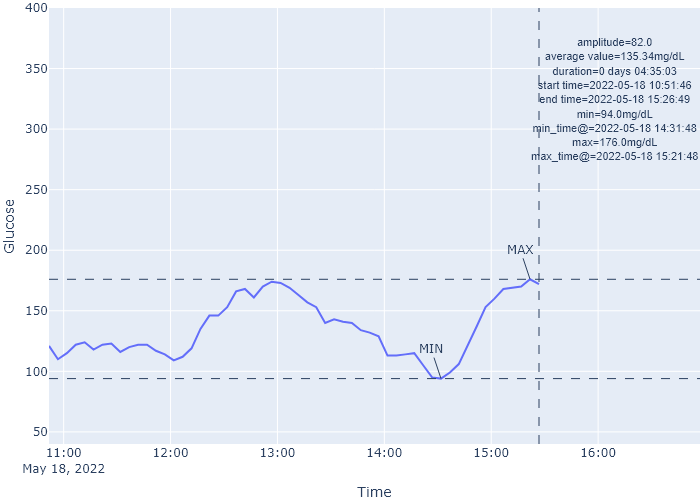 400
350
300
250
200
150
100
50
Glucose
amplitude=82.0
average value=135.34mg/dL
duration=0 days 04:35:03
start time=2022-05-18 10:51:46
end time=2022-05-18 15:26:49
min=94.0mg/dL
min_time@=2022-05-18 14:31:48
max=176.0mg/dL
max_time@=2022-05-18 15:21:48
MAX
MIN
11:00 12:00 13:00 14:00 15:00 16:00
May 18, 2022
Time